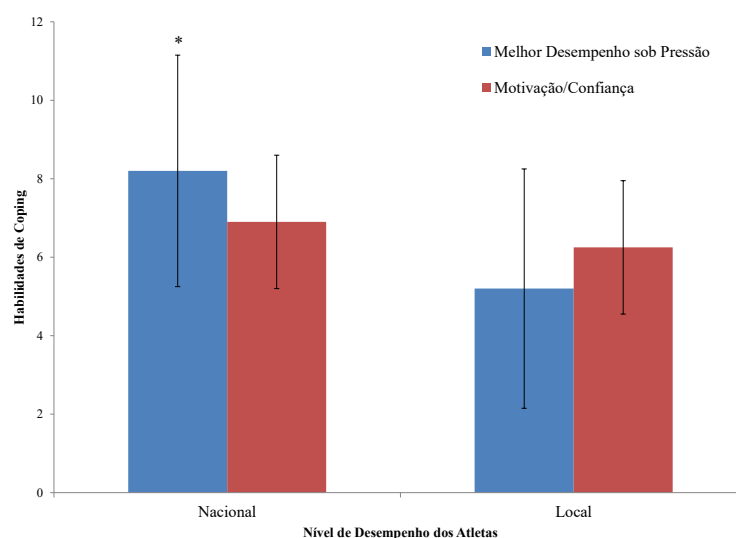 12
10
8
6
4
2
0
Habilidades de Coping
*
Melhor Desempenho sob Pressão
Motivação/Confiança
Nacional
Local
Nível de Desempenho dos Atletas